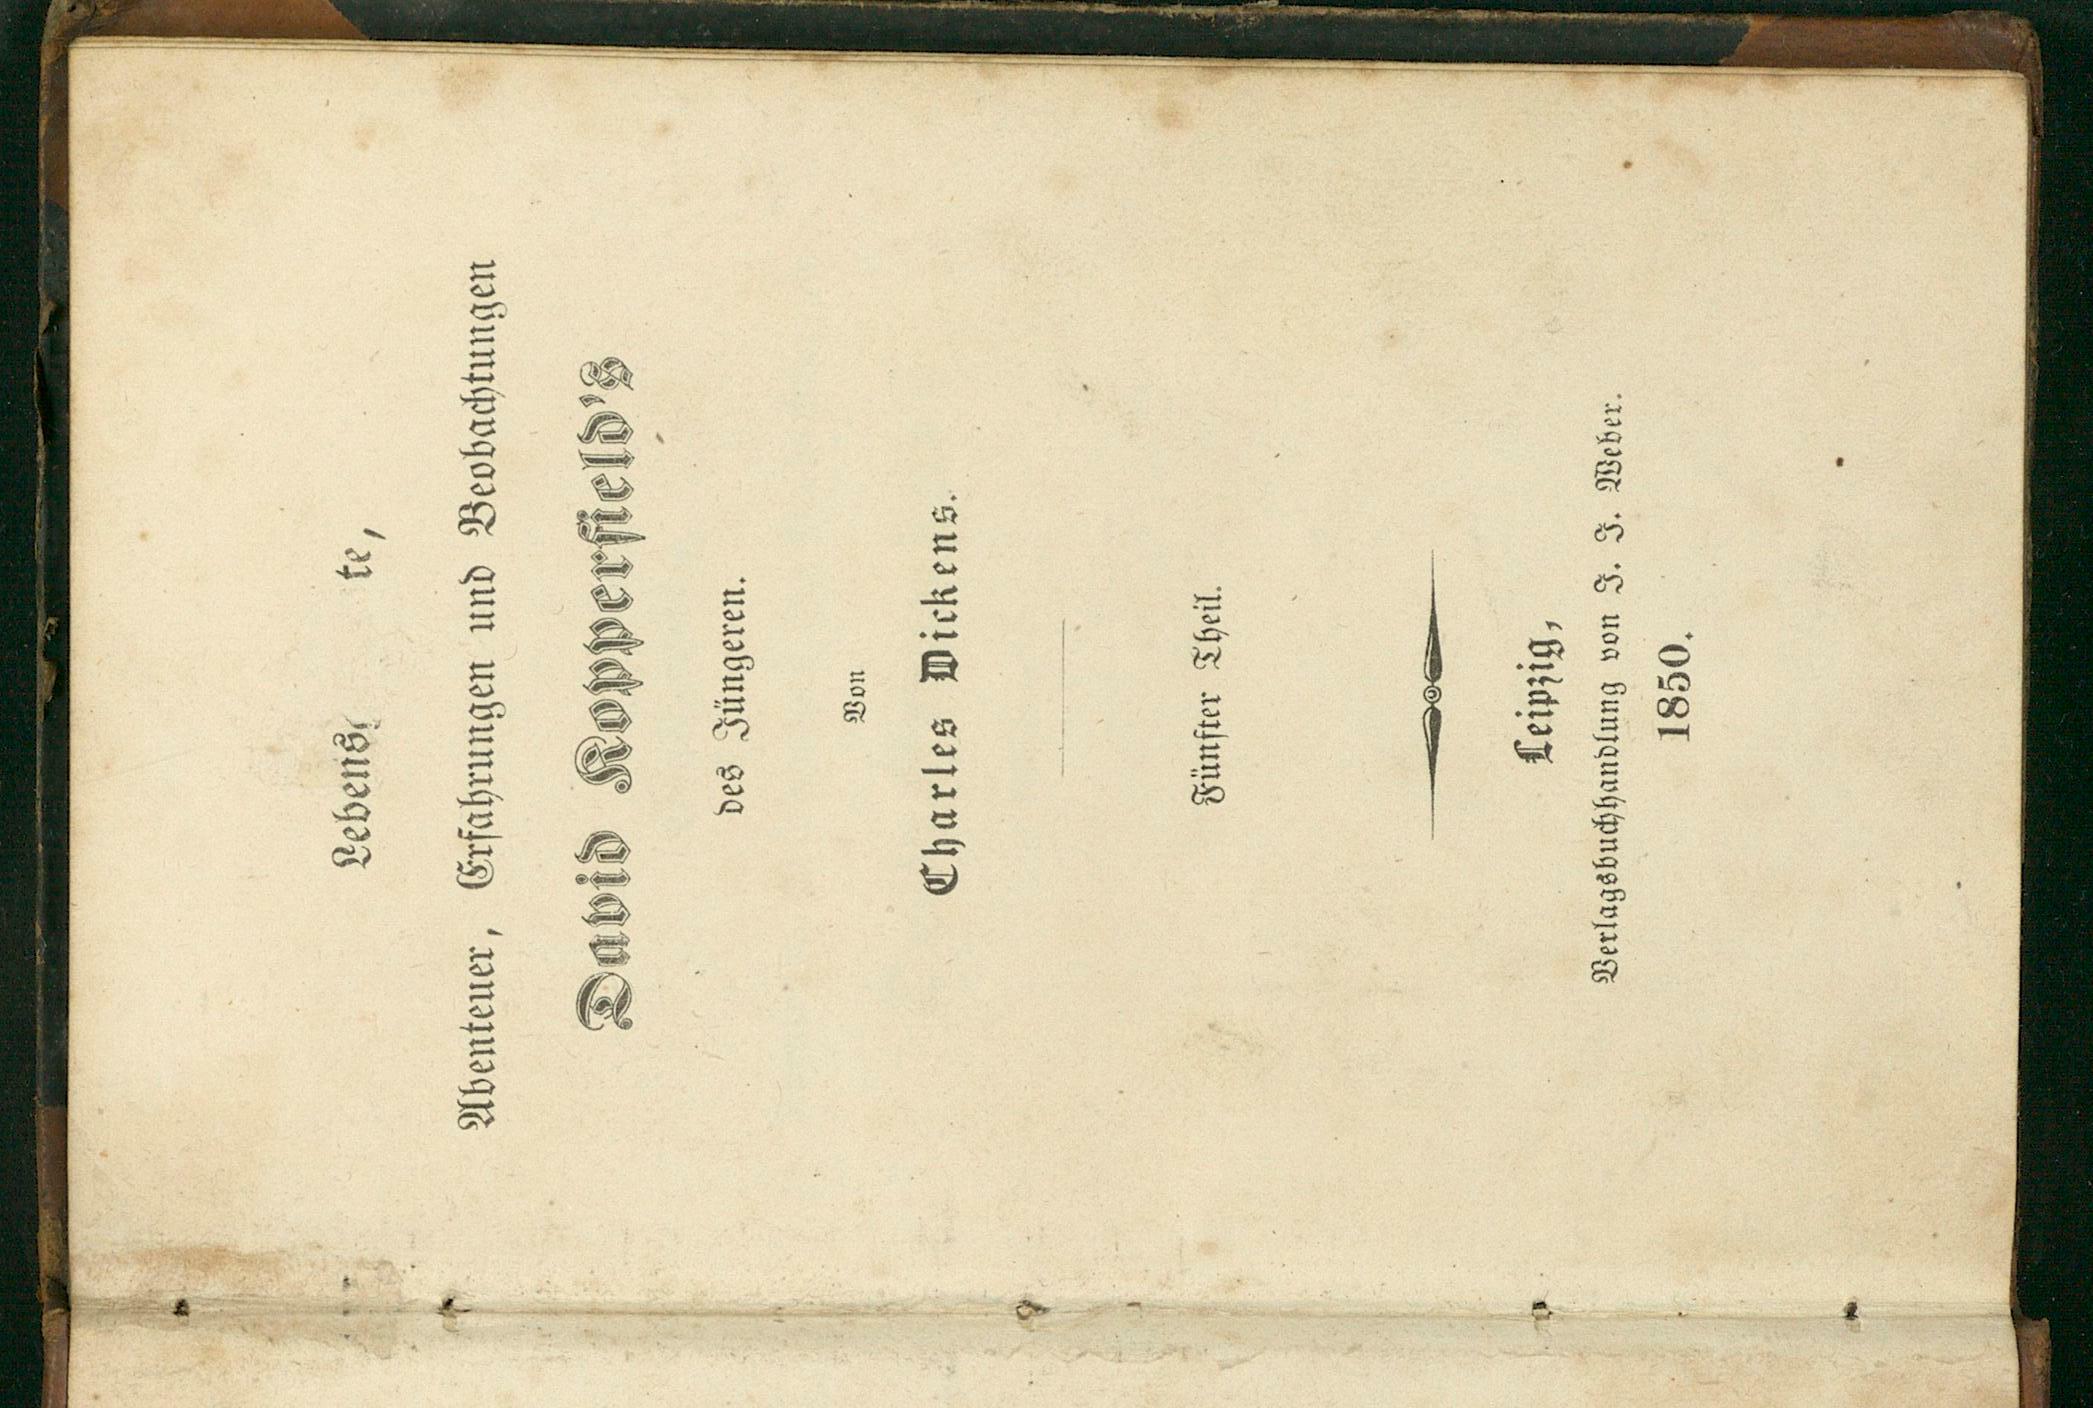 Lebens te,
Abenteuer, Erfahrungen und Beobachtungen
David Kopperfield's
des Jüngeren.
Von
Charles Dickens.
Fünfter Theil.
Leipzig,
Verlagsbuchhandlung von J. J. Weber.
1850.